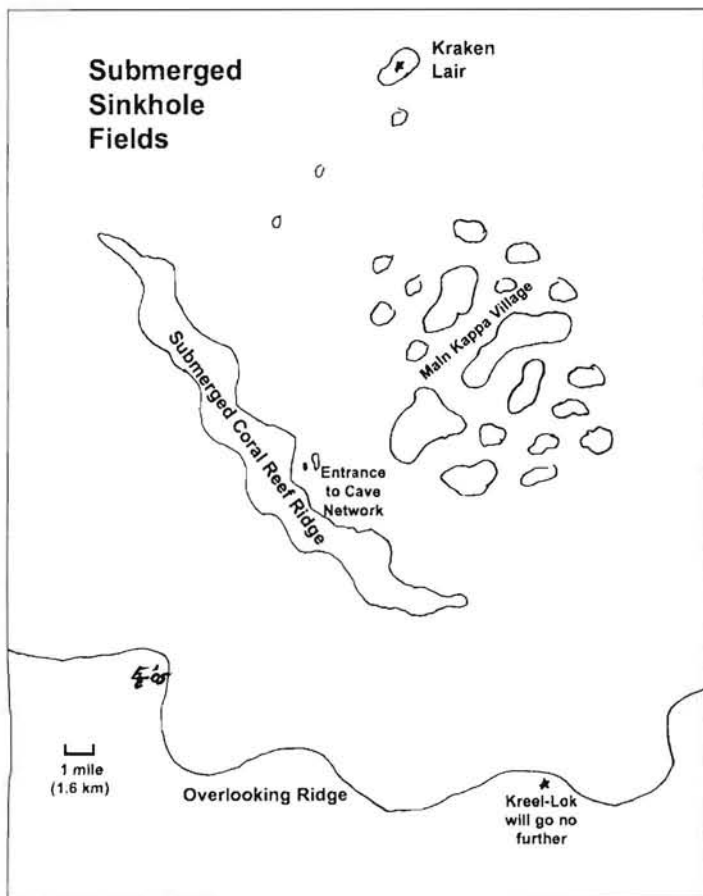 Submerged
Sinkhole
Fields
Kraken
Lair
Main Kappa Village
Submerged Coral Reef Ridge
Entrance
to Cave
Network
1 mile
(1.6 km)
Overlooking Ridge
Kreel-Lok
will go no
further